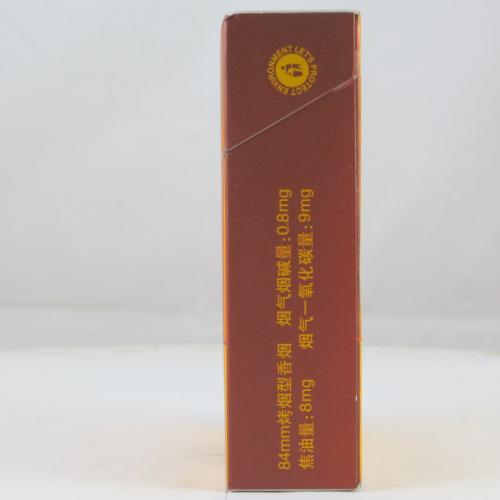 LET'S PROTECT ENVIRONMENT
84mm烤烟型香烟 烟气烟碱量:0.8mg
焦油量:8mg 烟气一氧化碳量:9mg